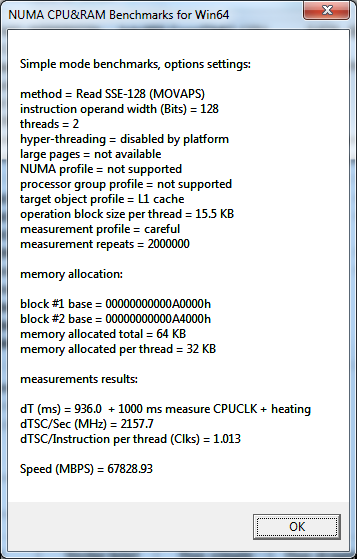 NUMA CPU&RAM Benchmarks for Win64
Simple mode benchmarks, options settings:
method = Read SSE-128 (MOVAPS)
instruction operand width (Bits) = 128
threads = 2
hyper-threading = disabled by platform
large pages = not available
NUMA profile = not supported
processor group profile = not supported
target object profile = L1 cache
operation block size per thread = 15.5 KB
measurement profile = careful
measurement repeats = 2000000
memory allocation:
block #1 base = 00000000000A0000h
block #2 base = 00000000000A4000h
memory allocated total = 64 KB
memory allocated per thread = 32 KB
measurements results:
dT (ms) = 936.0  + 1000 ms measure CPUCLK + heating
dTSC/Sec (MHz) = 2157.7
dTSC/Instruction per thread (Clks) = 1.013
Speed (MBPS) = 67828.93
OK